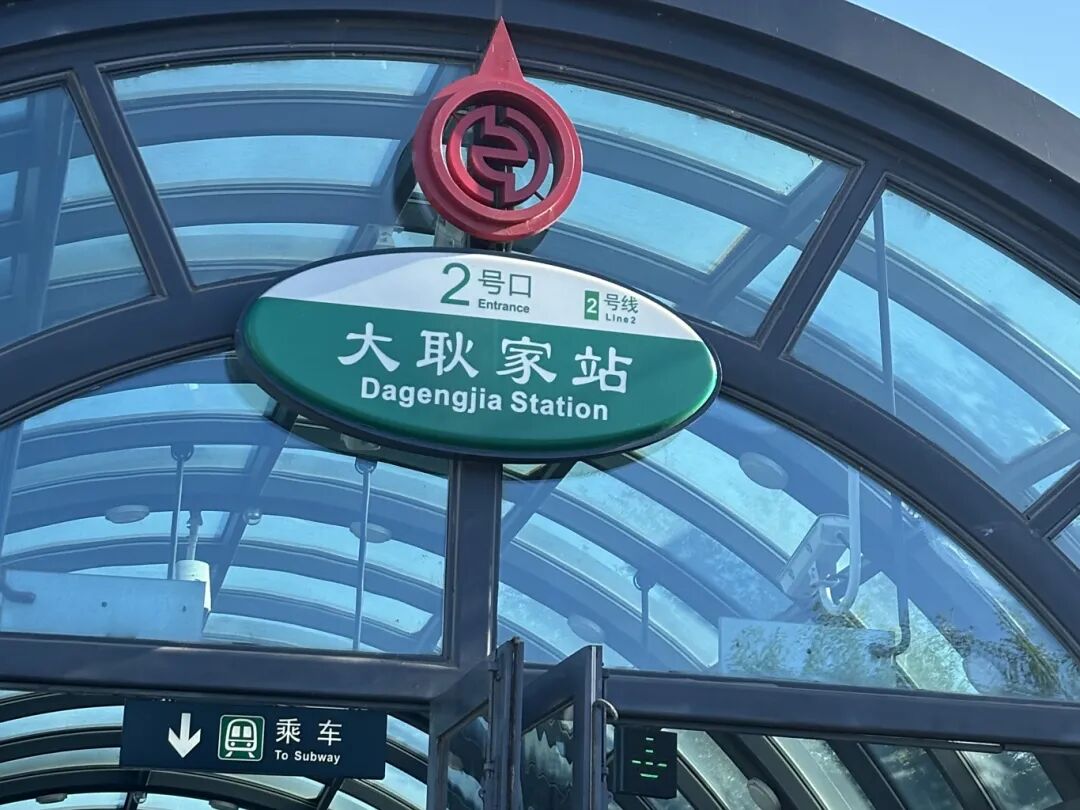 2号口
Entrance
2号线
Line2
大耿家站
Dagengjia Station
乘车
To Subway